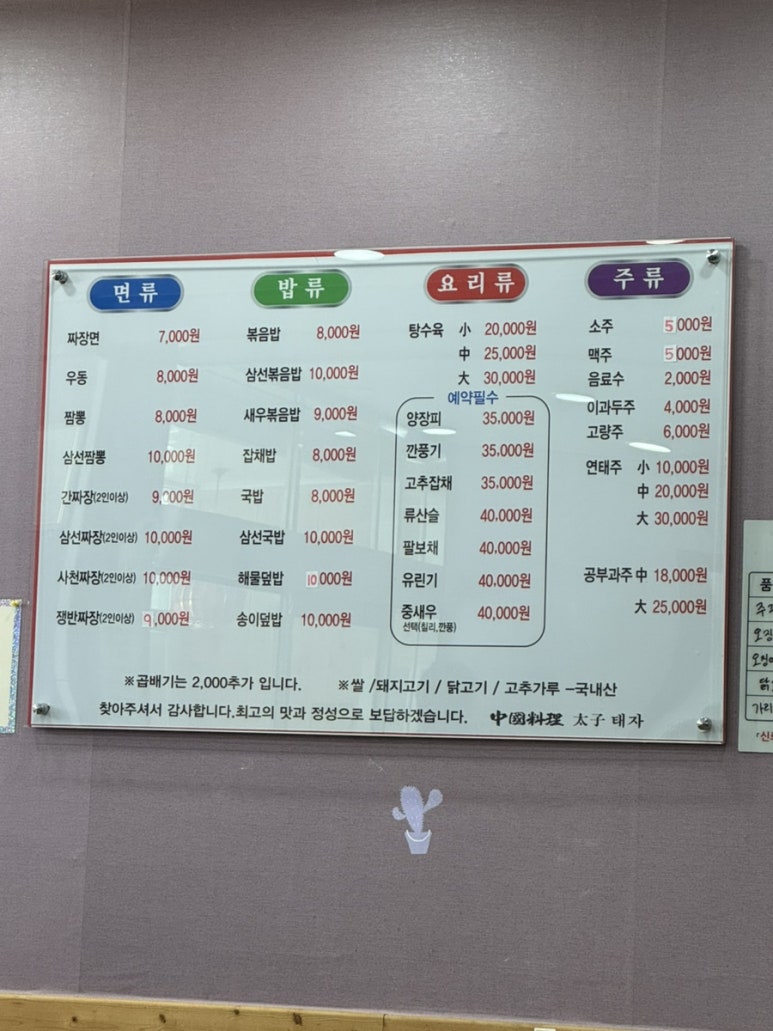 면류
짜장면 7,000원
우동 8,000원
짬뽕 8,000원
삼선짬뽕 10,000원
간짜장(2인이상) 9,000원
삼선짜장(2인이상) 10,000원
사천짜장(2인이상) 10,000원
쟁반짜장(2인이상) 9,000원
밥류
볶음밥 8,000원
삼선볶음밥 10,000원
새우볶음밥 9,000원
잡채밥 8,000원
국밥 8,000원
삼선국밥 10,000원
해물덮밥 10,000원
송이덮밥 10,000원
요리류
탕수육 小 20,000원
中 25,000원
大 30,000원
예약필수
양장피 35,000원
깐풍기 35,000원
고추잡채 35,000원
류산슬 40,000원
팔보채 40,000원
유린기 40,000원
중새우 40,000원
선택(칠리,깐풍)
주류
소주 5000원
맥주 5000원
음료수 2,000원
이과두주 4,000원
고량주 6,000원
연태주 小 10,000원
中 20,000원
大 30,000원
공부과주 中 18,000원
大 25,000원
※곱배기는 2,000추가 입니다. ※쌀 /돼지고기 / 닭고기 / 고추가루 -국내산
찾아주셔서 감사합니다.최고의 맛과 정성으로 보답하겠습니다. 中國料理 太子 태자
품